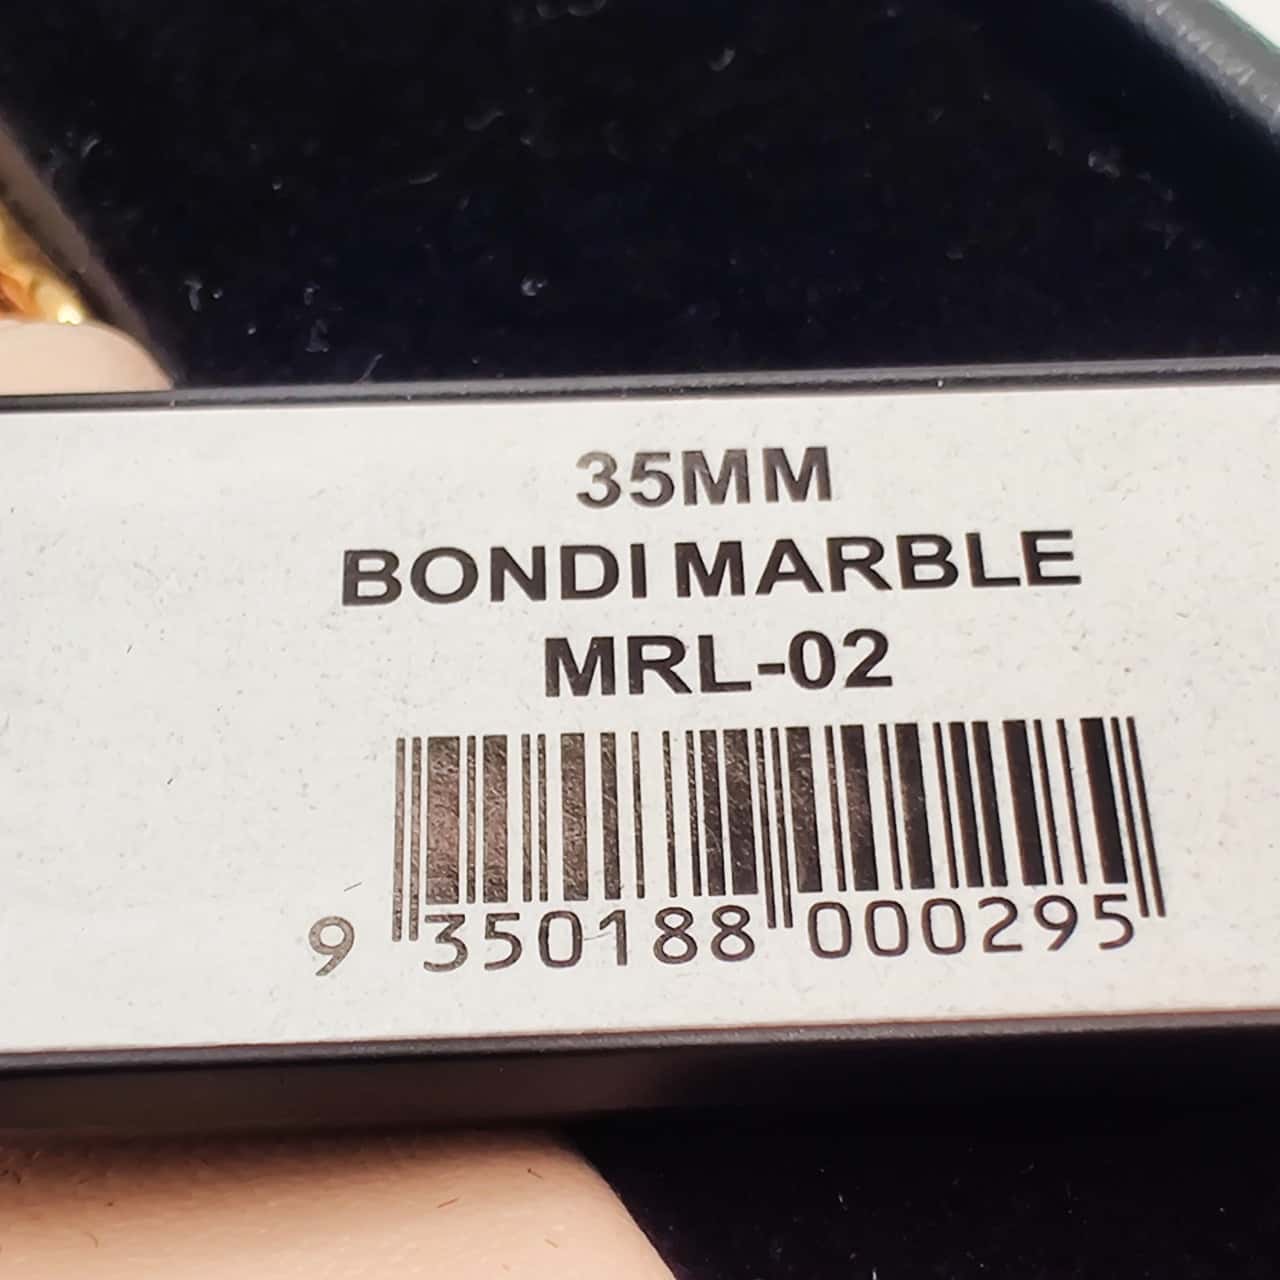 35MM
BONDI MARBLE
MRL-02
9 350188 000295